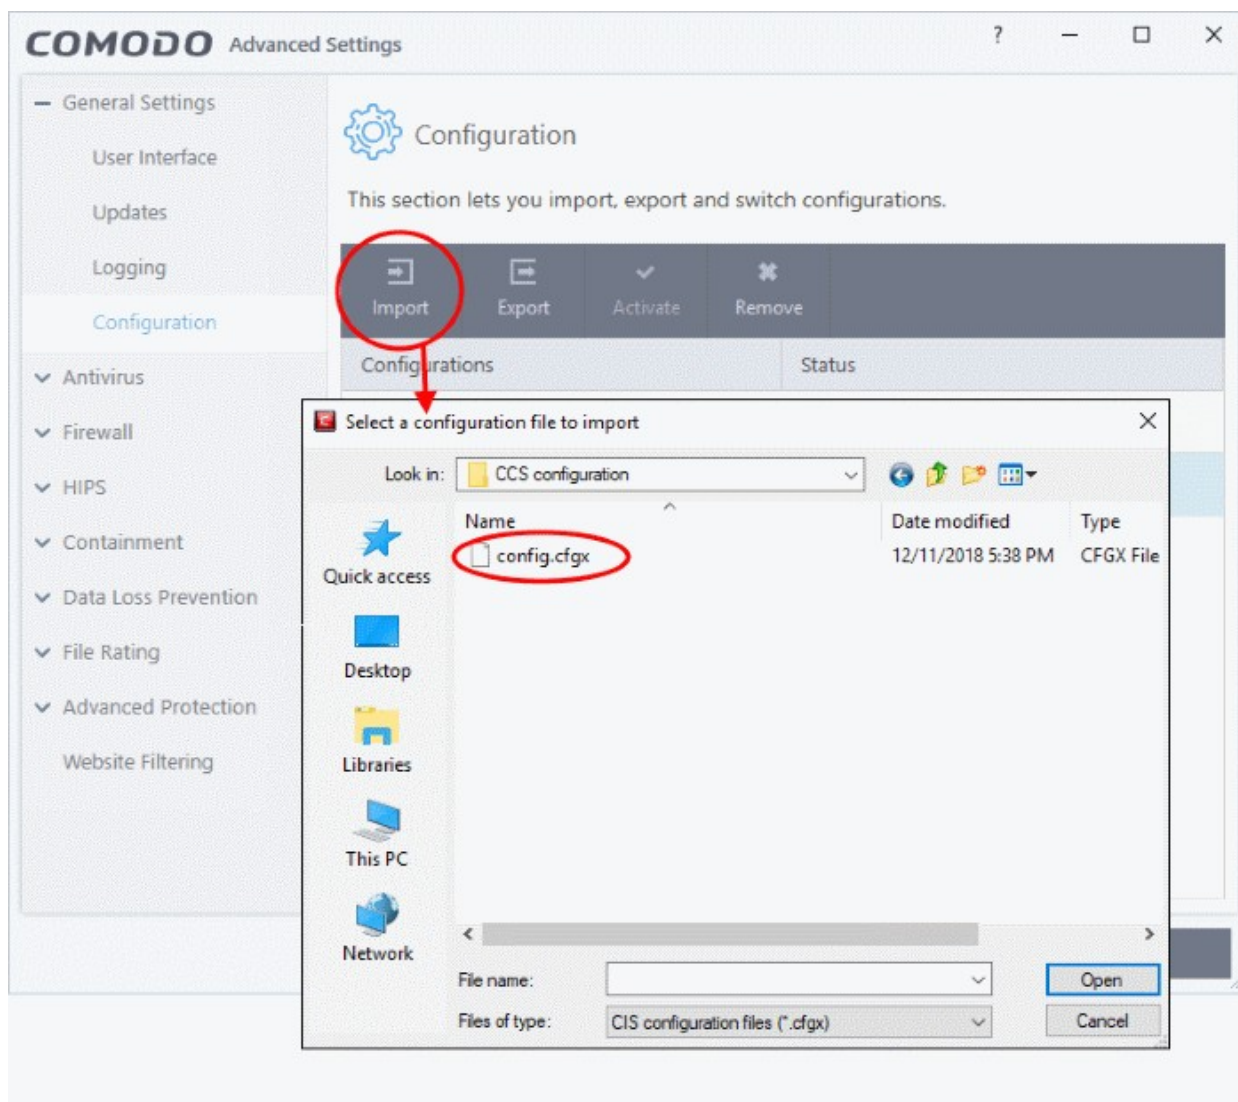 COMODO Advanced Settings ?
General Settings
User Interface
Updates
Logging
Configuration
Antivirus
Firewall
HIPS
Containment
Data Loss Prevention
File Rating
Advanced Protection
Website Filtering
Configuration
This section lets you import, export and switch configurations.
Import Export Activate Remove
Configurations Status
Select a configuration file to import
Look in: CCS configuration
Quick access
Desktop
Libraries
This PC
Network
Name Date modified Type
config.cfgx 12/11/2018 5:38 PM CFGX File
File name: Open
Files of type: CIS configuration files (*.cfgx) Cancel